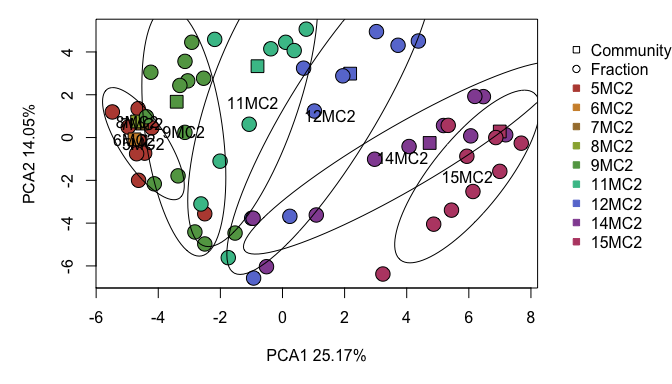 4
2
0
-2
-4
-6
-6
-4
-2
0
2
4
6
8
PCA2 14.05%
PCA1 25.17%
9MC2
11MC2
12MC2
14MC2
15MC2
Community
Fraction
5MC2
6MC2
7MC2
8MC2
9MC2
11MC2
12MC2
14MC2
15MC2